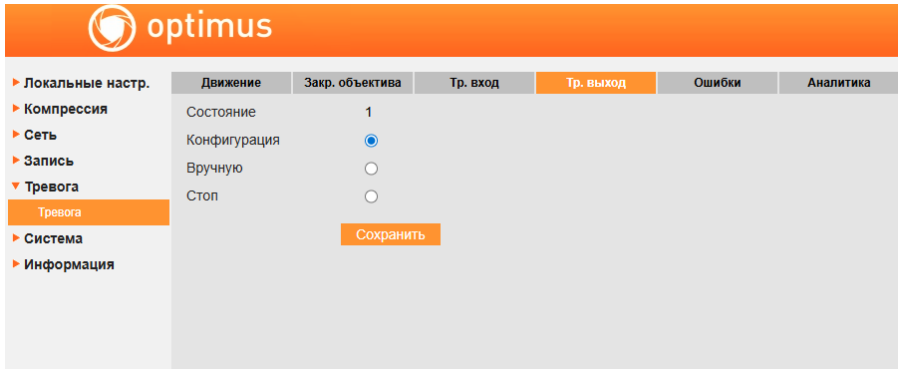 optimus
Локальные настр.
Компрессия
Сеть
Запись
Тревога
Тревога
Система
Информация
Движение Закр. объектива Тр. вход Тр. выход Ошибки Аналитика
Состояние 1
Конфигурация
Вручную
Стоп
Сохранить